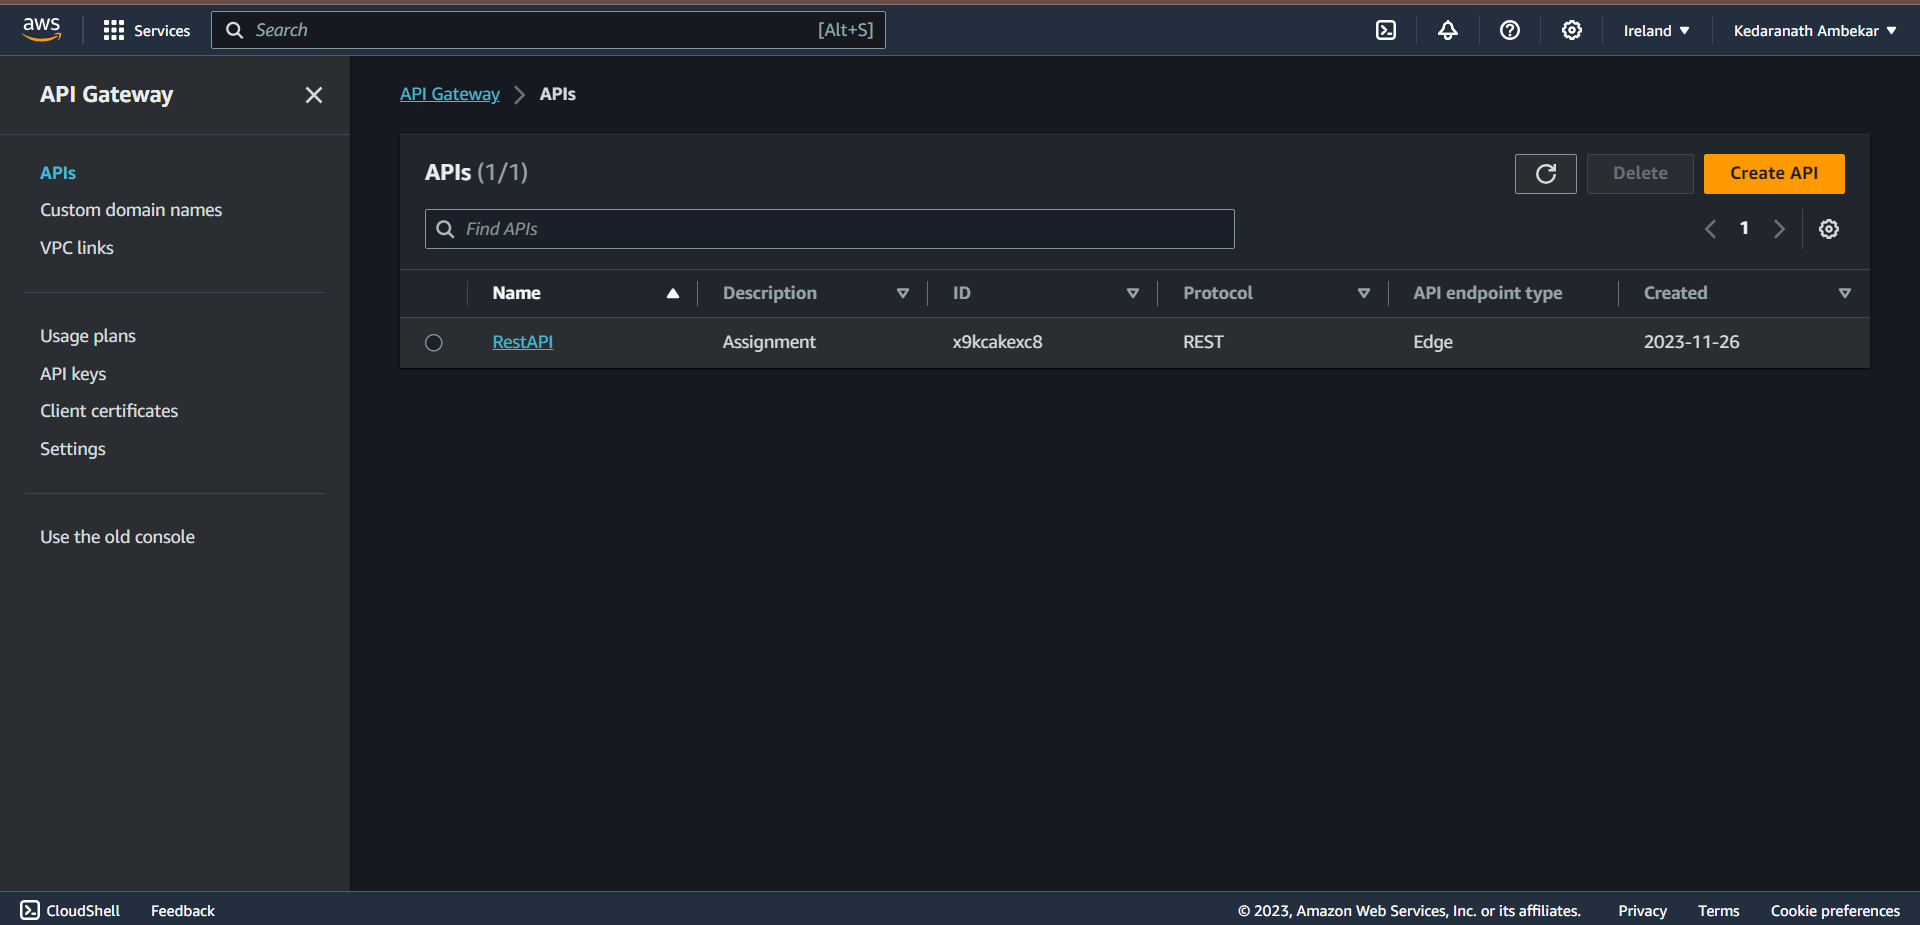 aws
Services
Search [Alt+S]
Ireland
Kedaranath Ambekar
API Gateway
APIs
Custom domain names
VPC links
Usage plans
API keys
Client certificates
Settings
Use the old console
API Gateway > APIs
APIs (1/1)
Delete
Create API
Find APIs
1
Name Description ID Protocol API endpoint type Created
RestAPI Assignment x9kcakexc8 REST Edge 2023-11-26
CloudShell Feedback © 2023, Amazon Web Services, Inc. or its affiliates. Privacy Terms Cookie preferences